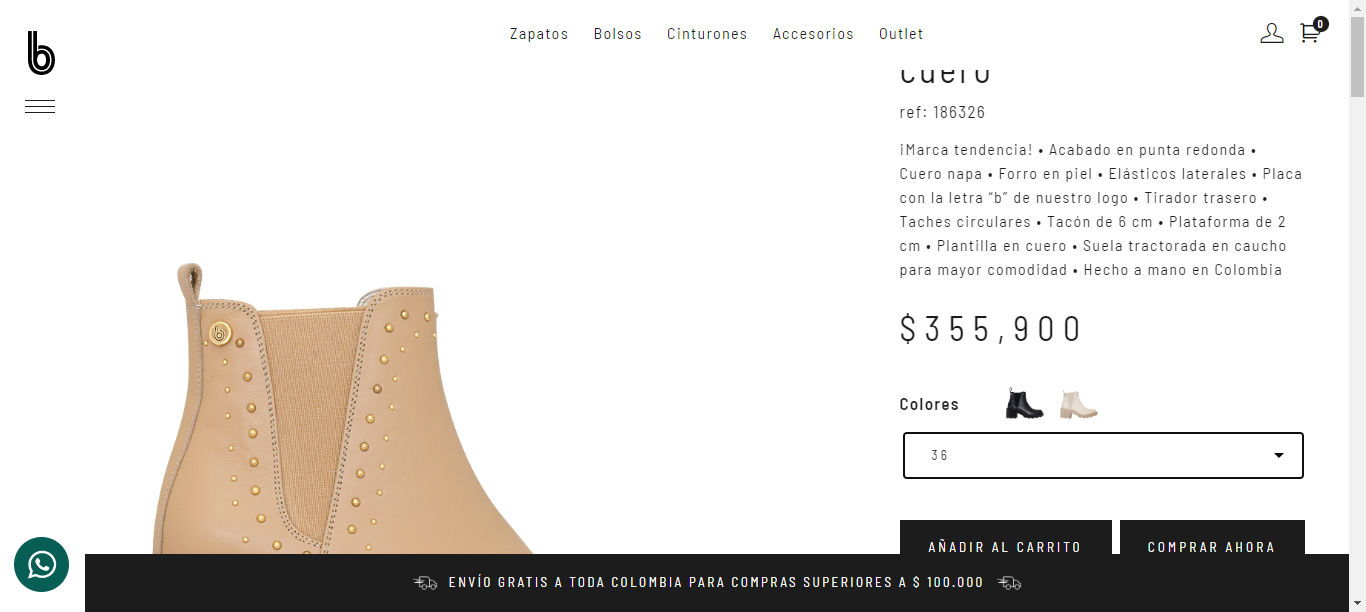 b
Zapatos Bolsos Cinturones Accesorios Outlet
0
cuero
ref: 186326
¡Marca tendencia! • Acabado en punta redonda •
Cuero napa • Forro en piel • Elásticos laterales • Placa
con la letra “b” de nuestro logo • Tirador trasero •
Taches circulares • Tacón de 6 cm • Plataforma de 2
cm • Plantilla en cuero • Suela tractorada en caucho
para mayor comodidad • Hecho a mano en Colombia
$355,900
Colores
36
AÑADIR AL CARRITO COMPRAR AHORA
b
ENVÍO GRATIS A TODA COLOMBIA PARA COMPRAS SUPERIORES A $ 100.000